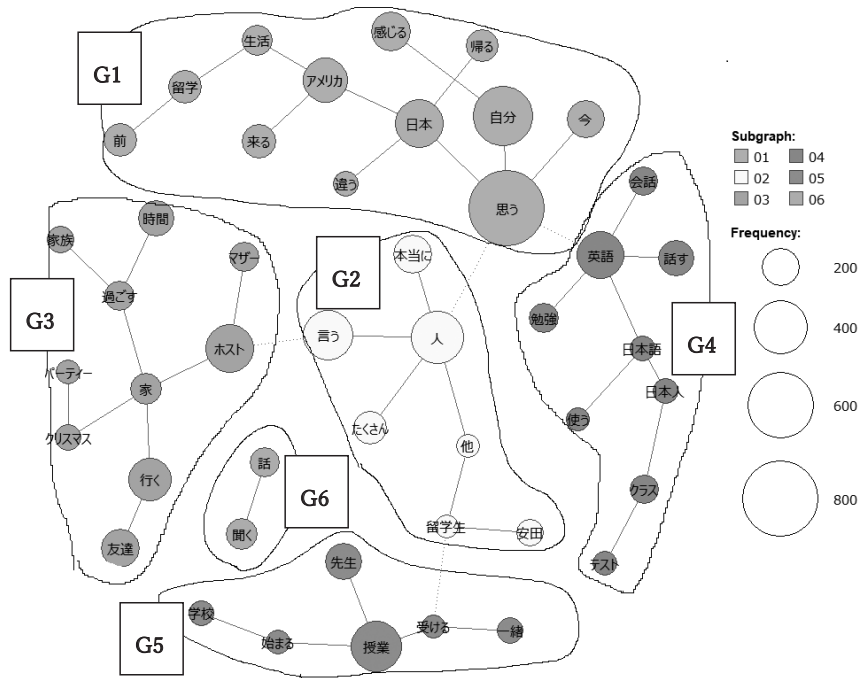 G1
生活
感じる
帰る
留学
アメリカ
前
来る
日本
自分
今
違う
思う
Subgraph:
01
04
02
05
03
06
Frequency:
200
400
600
800
G3
家族
時間
マザー
過ごす
ホスト
パーティー
家
クリスマス
行く
友達
G2
本当に
言う
人
たくさん
他
留学生
安田
G4
会話
英語
話す
勉強
日本語
日本人
使う
クラス
テスト
G6
話
聞く
G5
先生
学校
始まる
授業
受ける
一緒